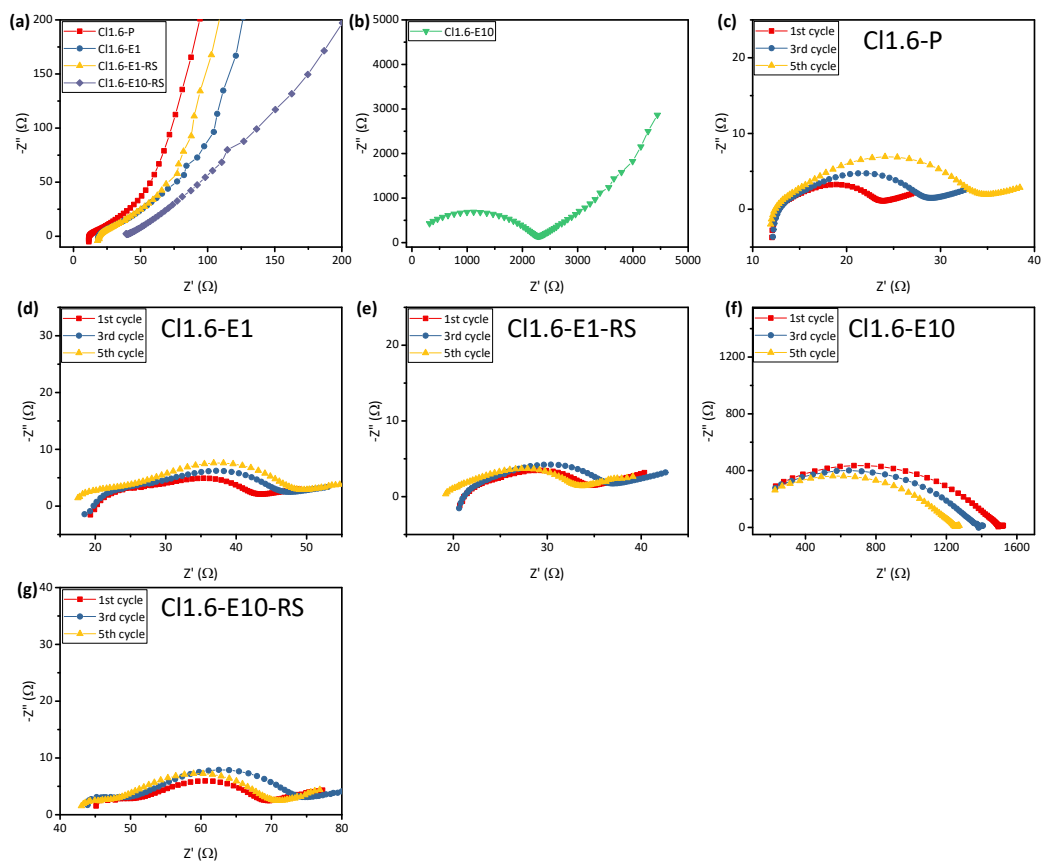 (a)
Cl1.6-P
Cl1.6-E1
Cl1.6-E1-RS
Cl1.6-E10-RS
200
150
100
50
0
0 50 100 150 200
-Z'' (Ω)
Z' (Ω)
(b)
Cl1.6-E10
5000
4000
3000
2000
1000
0
0 1000 2000 3000 4000 5000
-Z'' (Ω)
Z' (Ω)
(c)
1st cycle
3rd cycle
5th cycle
Cl1.6-P
20
10
0
10 20 30 40
-Z'' (Ω)
Z' (Ω)
(d)
1st cycle
3rd cycle
5th cycle
Cl1.6-E1
30
20
10
0
20 30 40 50
-Z'' (Ω)
Z' (Ω)
(e)
1st cycle
3rd cycle
5th cycle
Cl1.6-E1-RS
20
10
0
20 30 40
-Z'' (Ω)
Z' (Ω)
(f)
1st cycle
3rd cycle
5th cycle
Cl1.6-E10
1200
800
400
0
400 800 1200 1600
-Z'' (Ω)
Z' (Ω)
(g)
1st cycle
3rd cycle
5th cycle
Cl1.6-E10-RS
40
30
20
10
0
40 50 60 70 80
-Z'' (Ω)
Z' (Ω)